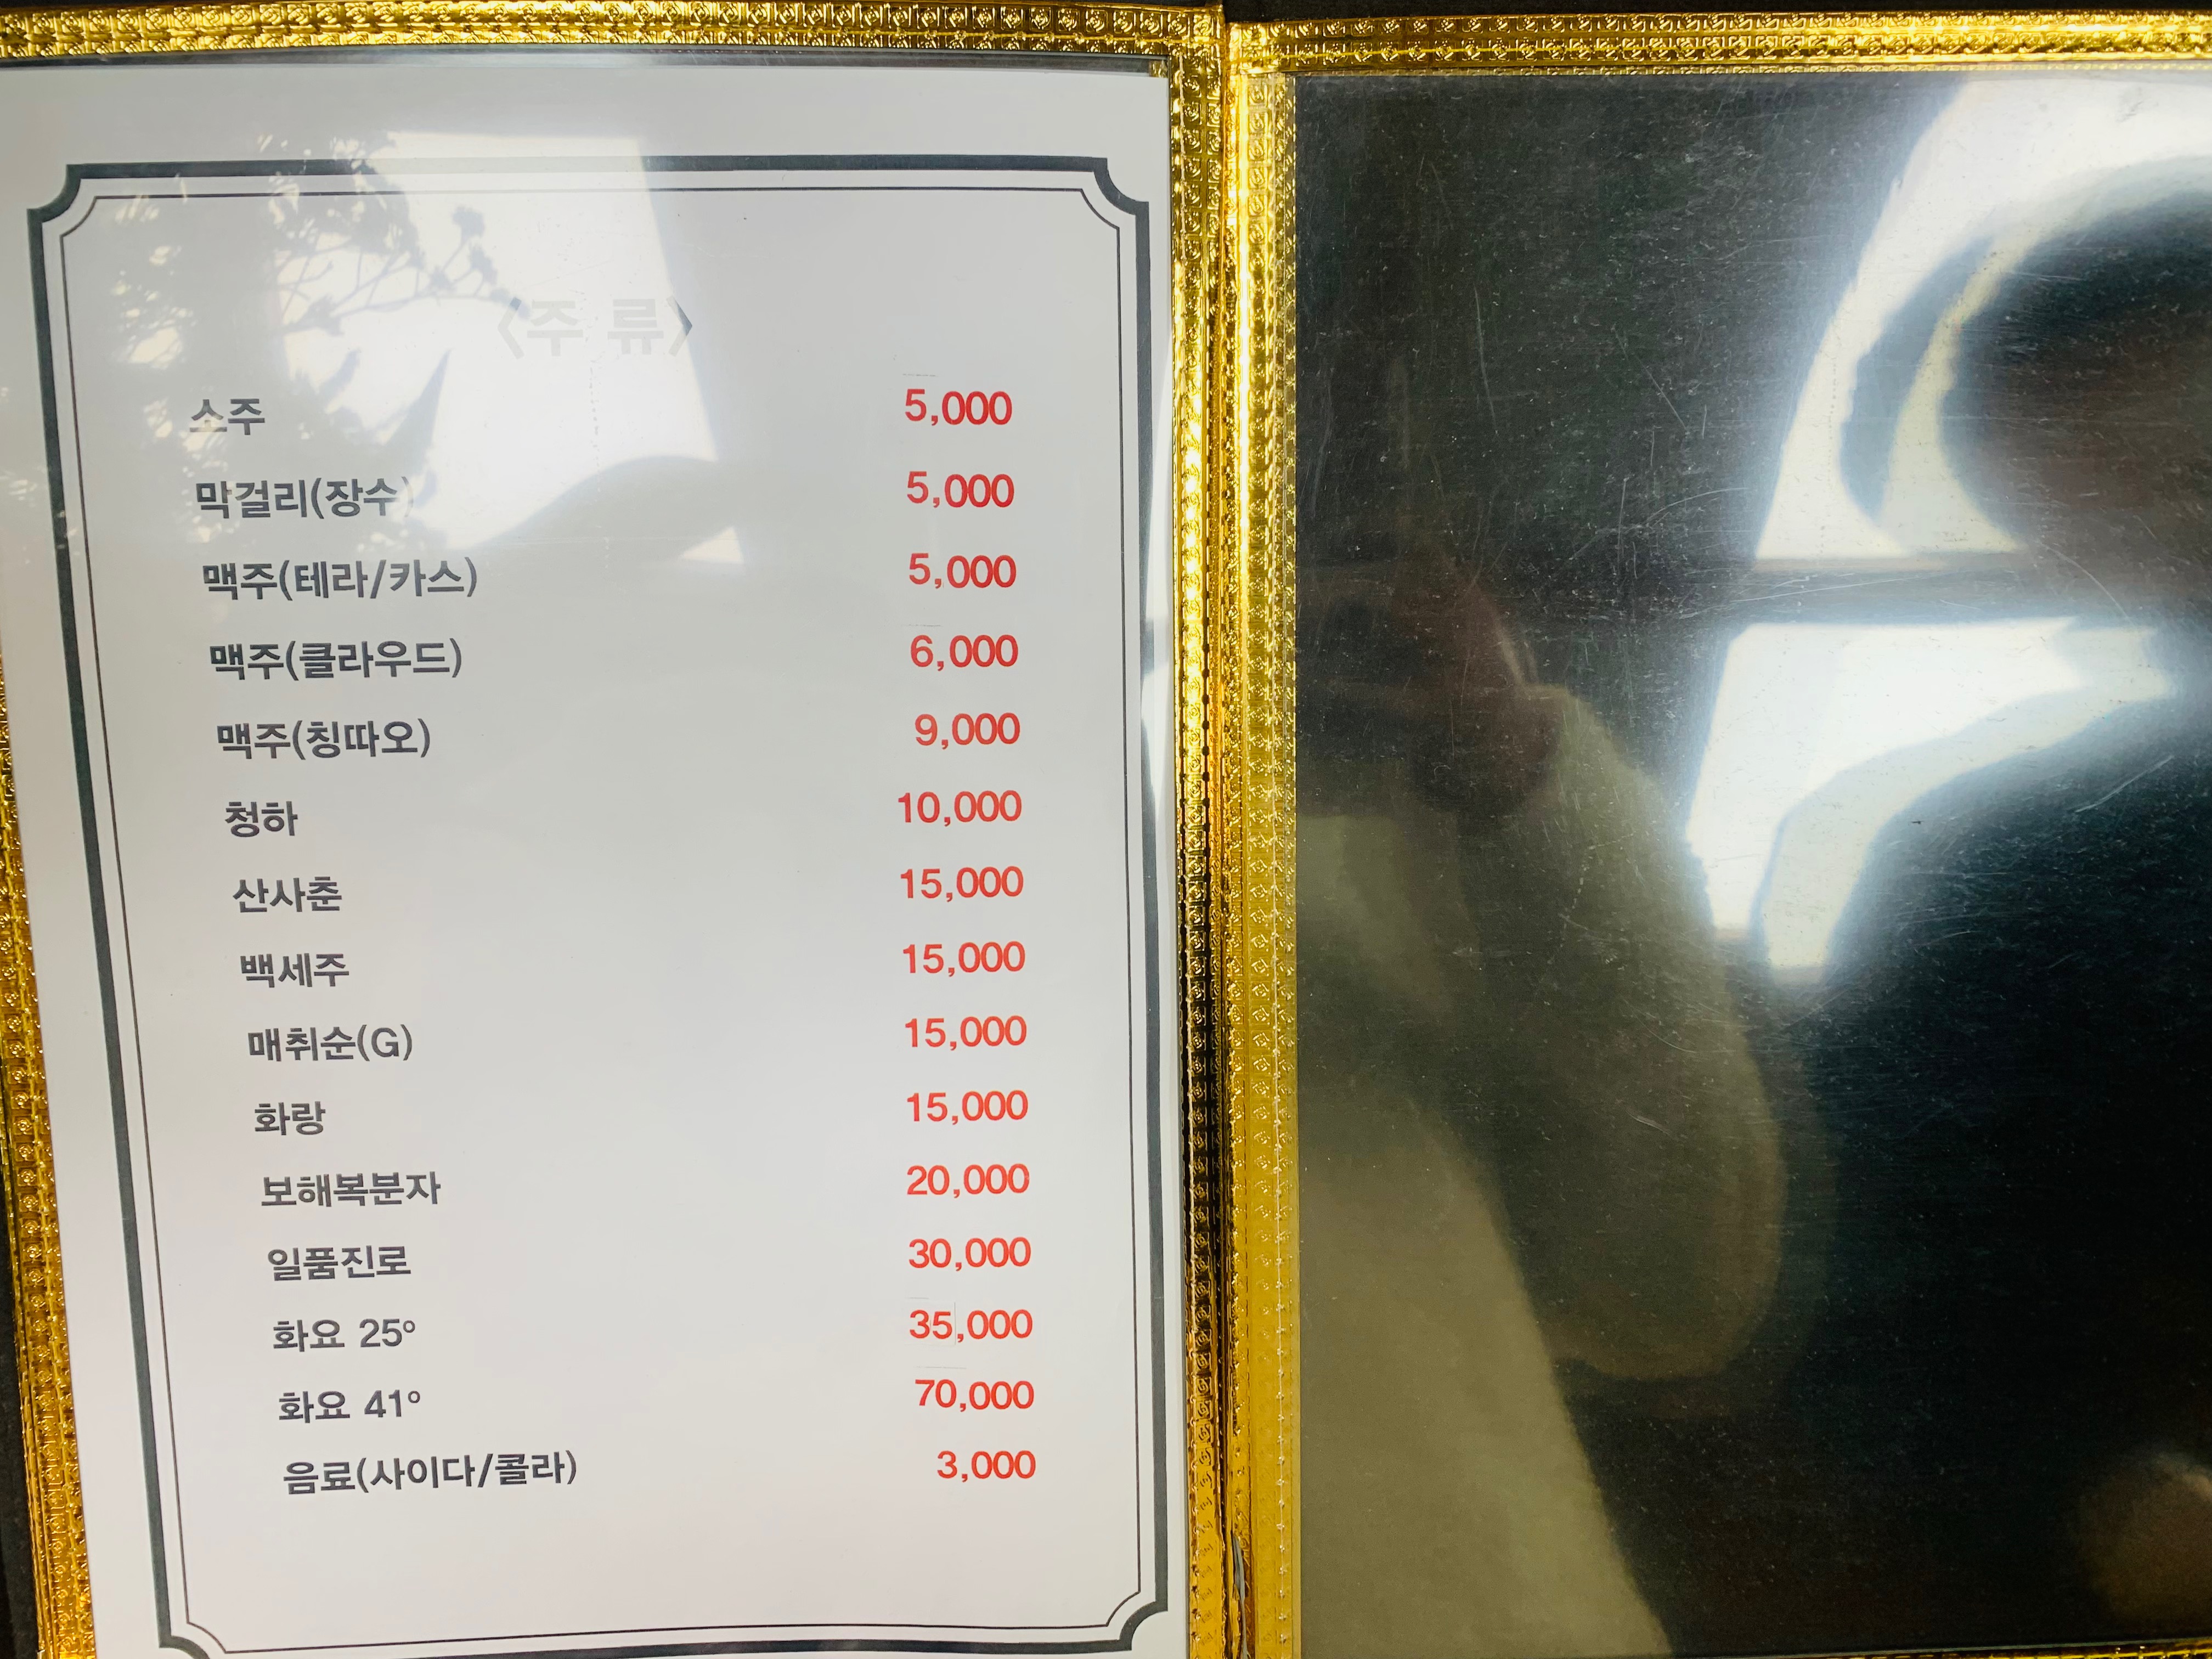 〈주 류〉
소주 5,000
막걸리(장수) 5,000
맥주(테라/카스) 5,000
맥주(클라우드) 6,000
맥주(칭따오) 9,000
청하 10,000
산사춘 15,000
백세주 15,000
매취순(G) 15,000
화랑 15,000
보해복분자 20,000
일품진로 30,000
화요 25° 35,000
화요 41° 70,000
음료(사이다/콜라) 3,000